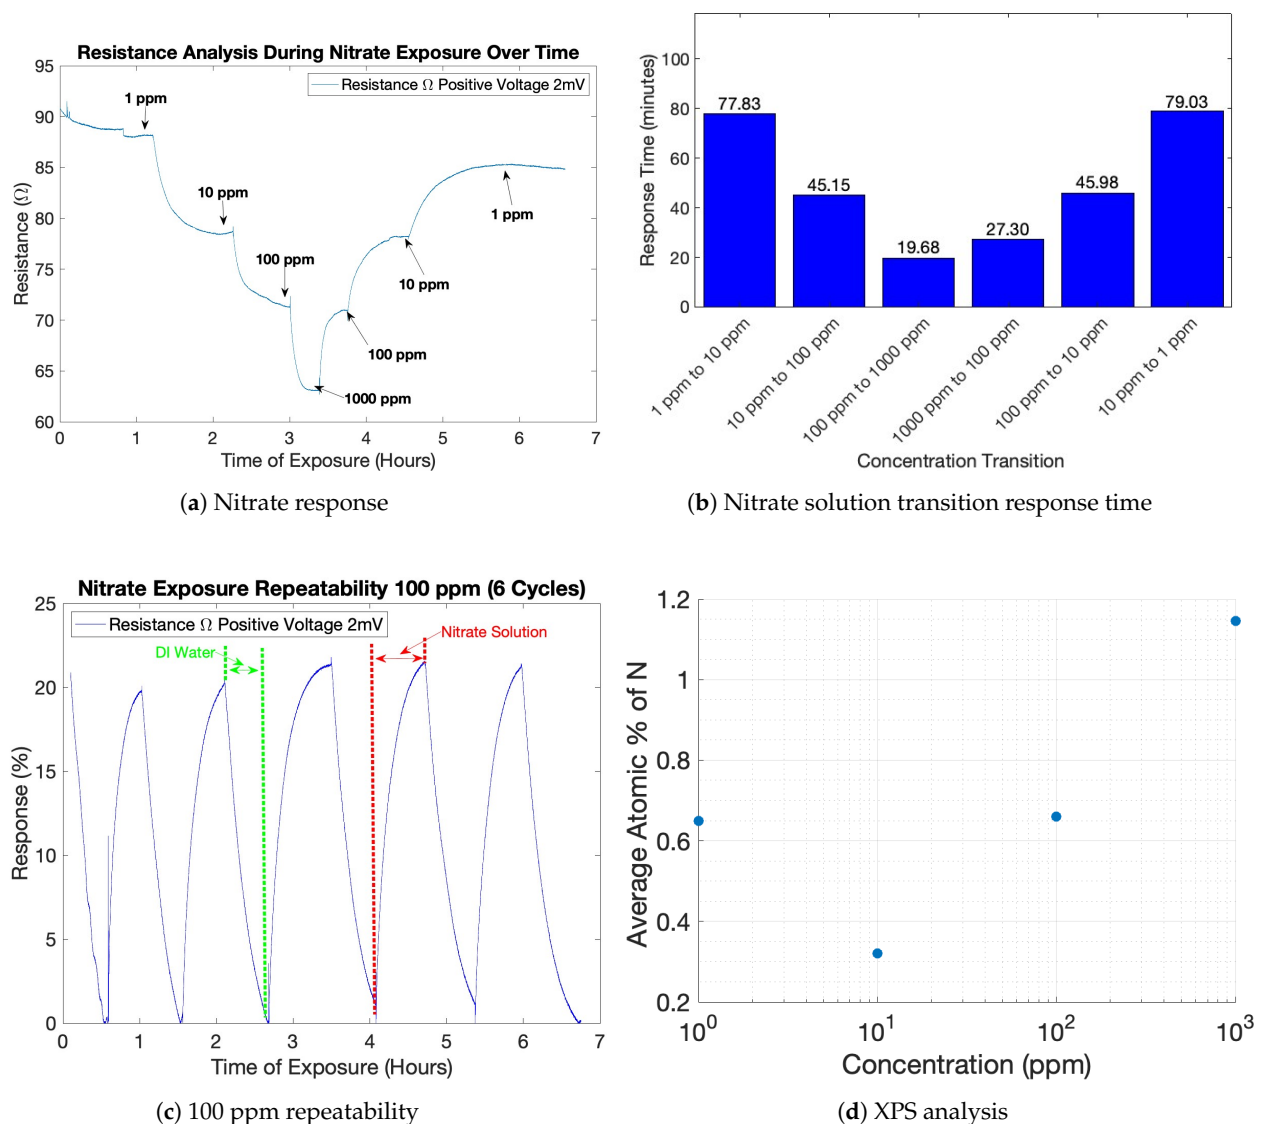 Resistance Analysis During Nitrate Exposure Over Time
Resistance Ω Positive Voltage 2mV
95
90
85
80
75
70
65
60
Resistance (Ω)
1 ppm
10 ppm
100 ppm
1000 ppm
100 ppm
10 ppm
1 ppm
0 1 2 3 4 5 6 7
Time of Exposure (Hours)
(a) Nitrate response
100
80
60
40
20
0
Response Time (minutes)
77.83
45.15
19.68
27.30
45.98
79.03
1 ppm to 10 ppm
10 ppm to 100 ppm
100 ppm to 1000 ppm
1000 ppm to 100 ppm
100 ppm to 10 ppm
10 ppm to 1 ppm
Concentration Transition
(b) Nitrate solution transition response time
Nitrate Exposure Repeatability 100 ppm (6 Cycles)
Resistance Ω Positive Voltage 2mV
DI Water
Nitrate Solution
25
20
15
10
5
0
Response (%)
0 1 2 3 4 5 6 7
Time of Exposure (Hours)
(c) 100 ppm repeatability
1.2
1
0.8
0.6
0.4
0.2
Average Atomic % of N
10⁰ 10¹ 10² 10³
Concentration (ppm)
(d) XPS analysis